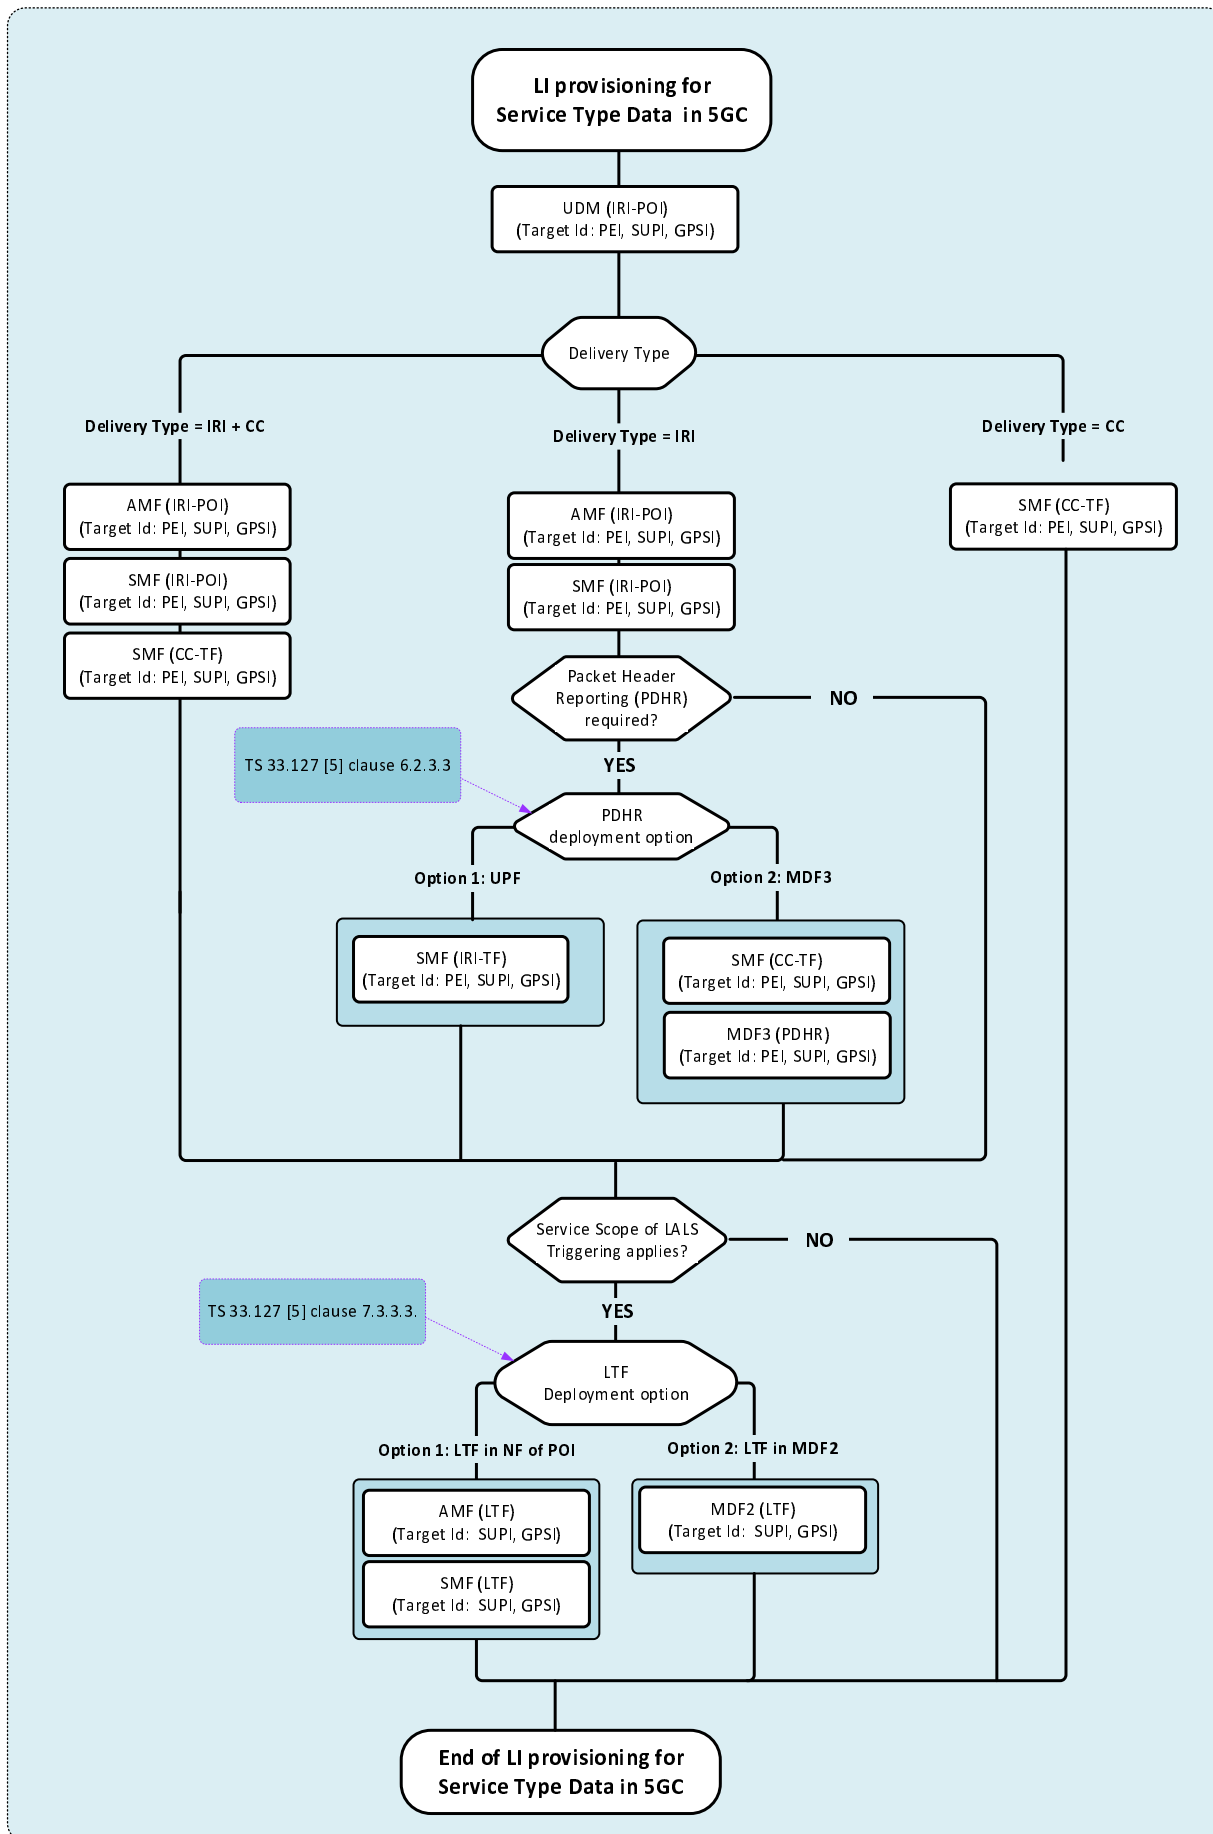 LI provisioning for
Service Type Data in 5GC
UDM (IRI-POI)
(Target Id: PEI, SUPI, GPSI)
Delivery Type
Delivery Type = IRI + CC
Delivery Type = IRI
Delivery Type = CC
AMF (IRI-POI)
(Target Id: PEI, SUPI, GPSI)
SMF (IRI-POI)
(Target Id: PEI, SUPI, GPSI)
SMF (CC-TF)
(Target Id: PEI, SUPI, GPSI)
AMF (IRI-POI)
(Target Id: PEI, SUPI, GPSI)
SMF (IRI-POI)
(Target Id: PEI, SUPI, GPSI)
SMF (CC-TF)
(Target Id: PEI, SUPI, GPSI)
Packet Header
Reporting (PDHR)
required?
NO
YES
TS 33.127 [5] clause 6.2.3.3
PDHR
deployment option
Option 1: UPF
Option 2: MDF3
SMF (IRI-TF)
(Target Id: PEI, SUPI, GPSI)
SMF (CC-TF)
(Target Id: PEI, SUPI, GPSI)
MDF3 (PDHR)
(Target Id: PEI, SUPI, GPSI)
Service Scope of LALS
Triggering applies?
NO
YES
TS 33.127 [5] clause 7.3.3.3.
LTF
Deployment option
Option 1: LTF in NF of POI
Option 2: LTF in MDF2
AMF (LTF)
(Target Id: SUPI, GPSI)
SMF (LTF)
(Target Id: SUPI, GPSI)
MDF2 (LTF)
(Target Id: SUPI, GPSI)
End of LI provisioning for
Service Type Data in 5GC